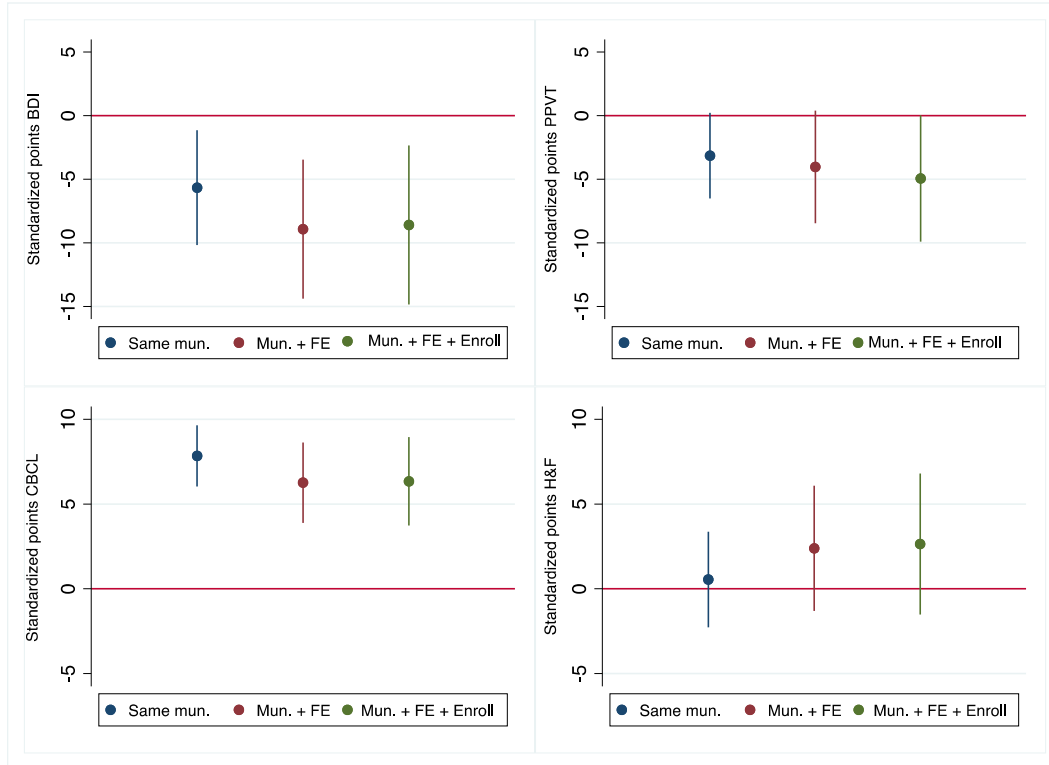 Standardized points BDI
5
0
-5
-10
-15
Same mun. Mun. + FE Mun. + FE + Enroll
Standardized points PPVT
5
0
-5
-10
-15
Same mun. Mun. + FE Mun. + FE + Enroll
Standardized points CBCL
10
5
0
-5
Same mun. Mun. + FE Mun. + FE + Enroll
Standardized points H&F
10
5
0
-5
Same mun. Mun. + FE Mun. + FE + Enroll